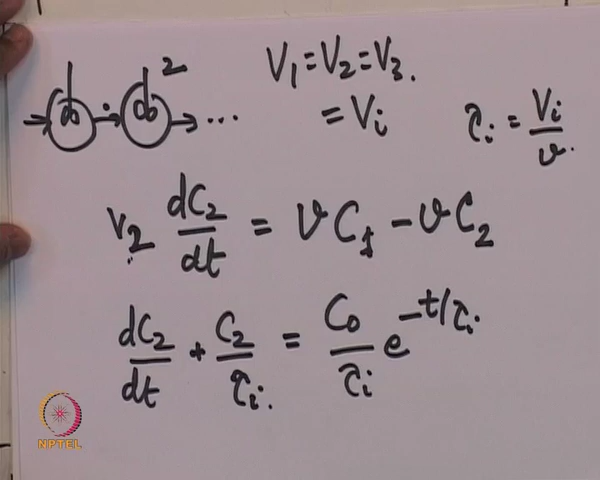 2
V₁ = V₂ = V₃.
= Vᵢ
τᵢ = Vᵢ/v.
V₂ dC₂/dt = vC₁ - vC₂
dC₂/dt + C₂/τᵢ. = C₀/τᵢ e^(-t/τᵢ)
NPTEL